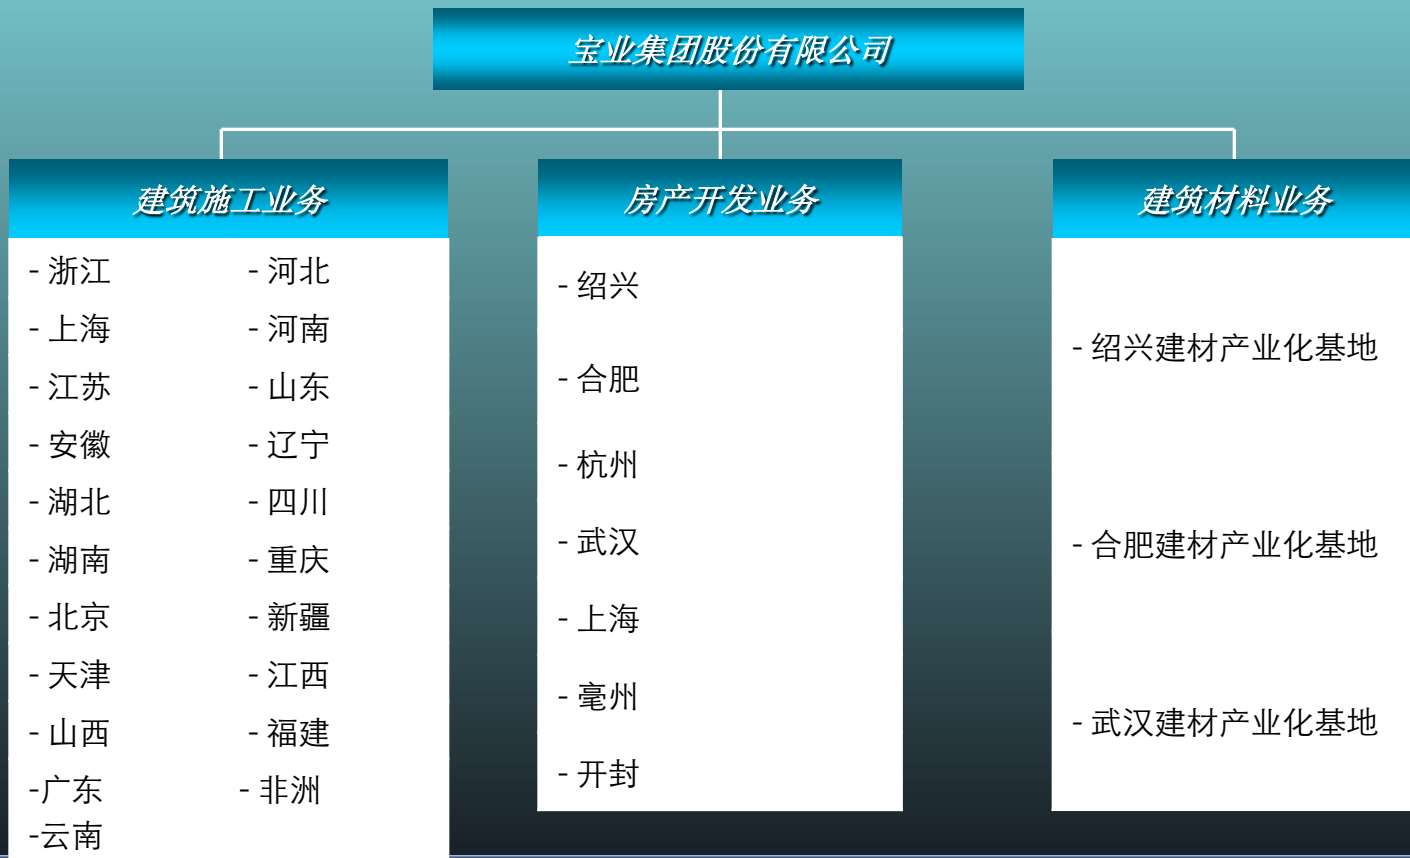 宝业集团股份有限公司
建筑施工业务
- 浙江
- 河北
- 上海
- 河南
- 江苏
- 山东
- 安徽
- 辽宁
- 湖北
- 四川
- 湖南
- 重庆
- 北京
- 新疆
- 天津
- 江西
- 山西
- 福建
-广东
- 非洲
-云南
房产开发业务
- 绍兴
- 合肥
- 杭州
- 武汉
- 上海
- 毫州
- 开封
建筑材料业务
- 绍兴建材产业化基地
- 合肥建材产业化基地
- 武汉建材产业化基地